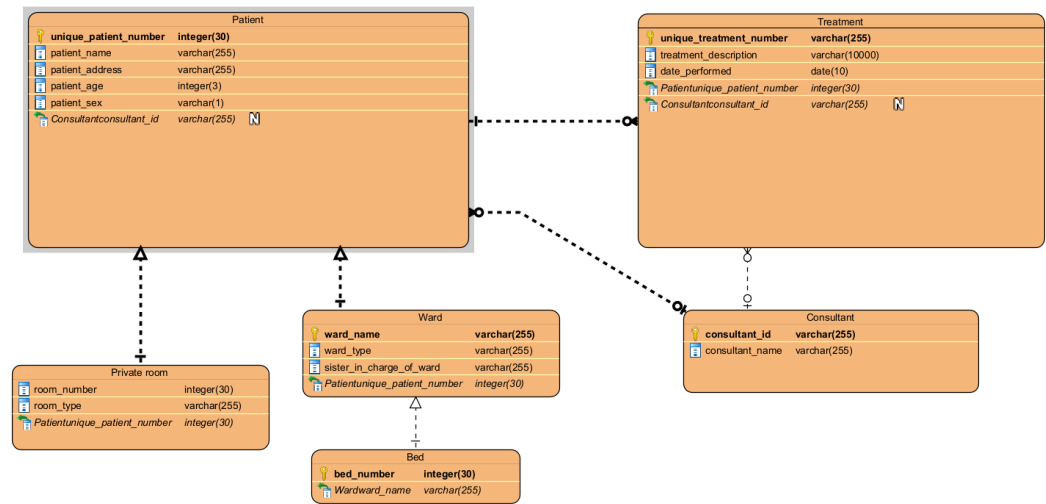 Patient
unique_patient_number integer(30)
patient_name varchar(255)
patient_address varchar(255)
patient_age integer(3)
patient_sex varchar(1)
Consultantconsultant_id varchar(255) N
Treatment
unique_treatment_number varchar(255)
treatment_description varchar(10000)
date_performed date(10)
Patientunique_patient_number integer(30)
Consultantconsultant_id varchar(255) N
Ward
ward_name varchar(255)
ward_type varchar(255)
sister_in_charge_of_ward varchar(255)
Patientunique_patient_number integer(30)
Consultant
consultant_id varchar(255)
consultant_name varchar(255)
Private room
room_number integer(30)
room_type varchar(255)
Patientunique_patient_number integer(30)
Bed
bed_number integer(30)
Wardward_name varchar(255)